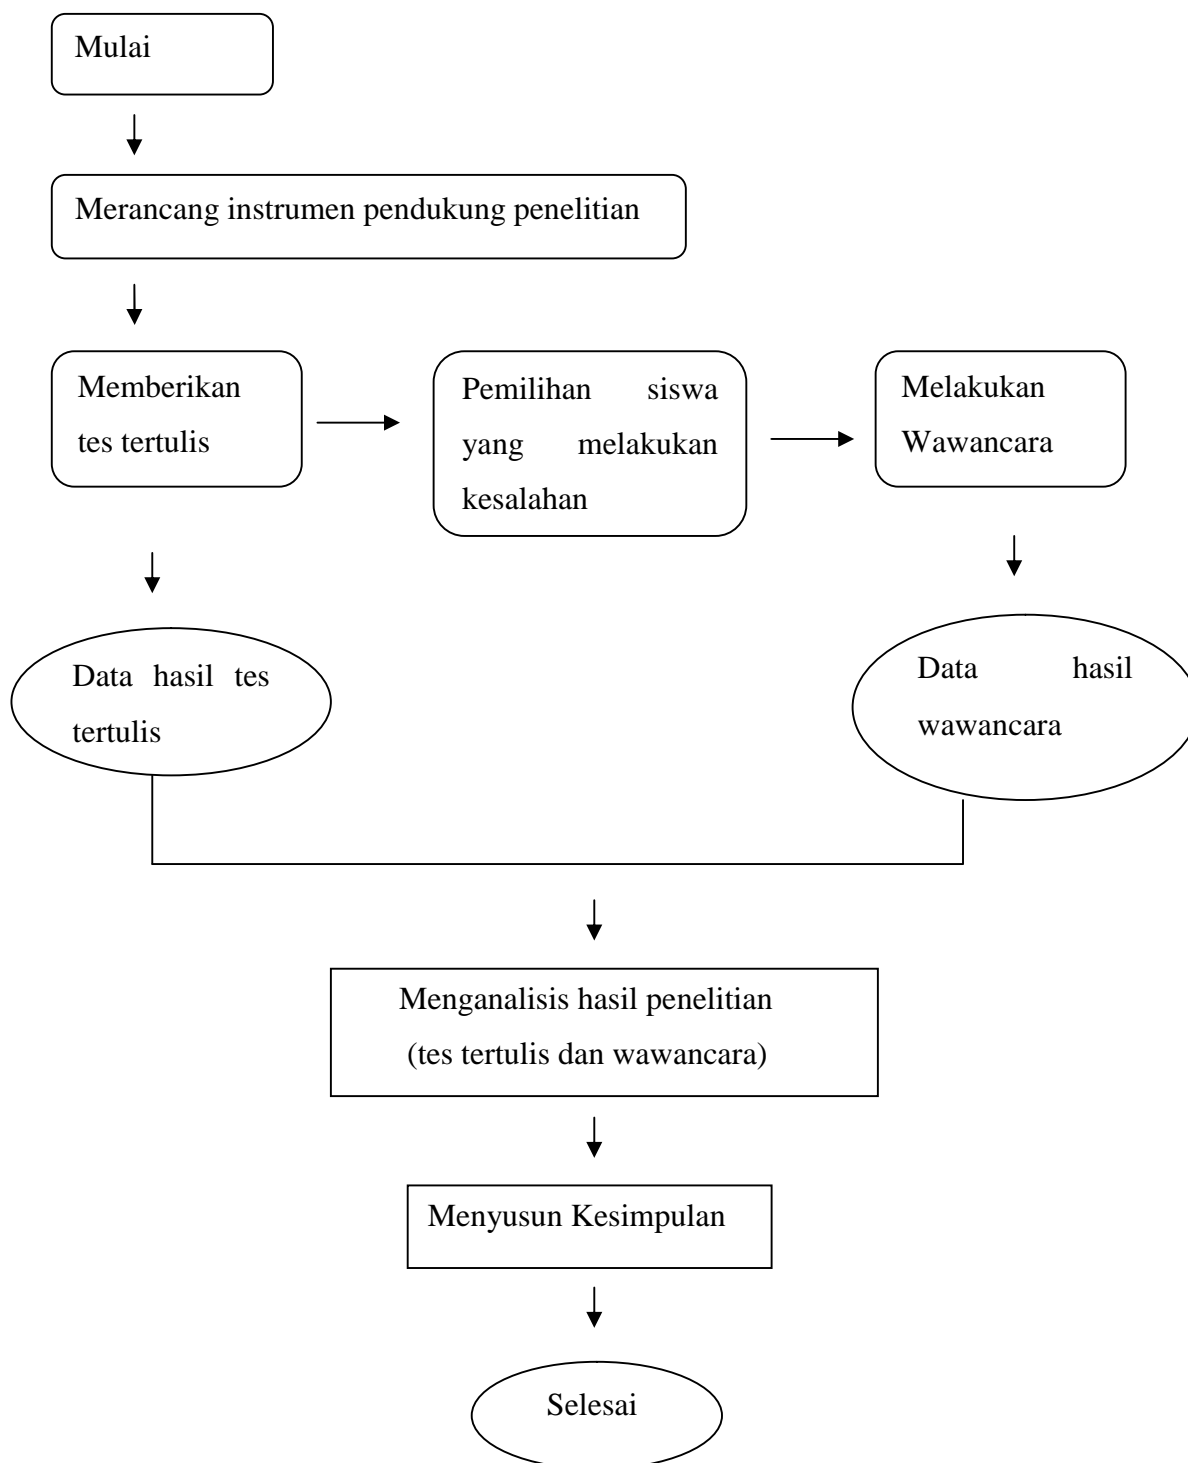 Mulai
Merancang instrumen pendukung penelitian
Memberikan
tes tertulis
Pemilihan siswa
yang melakukan
kesalahan
Melakukan
Wawancara
Data hasil tes
tertulis
Data hasil
wawancara
Menganalisis hasil penelitian
(tes tertulis dan wawancara)
Menyusun Kesimpulan
Selesai